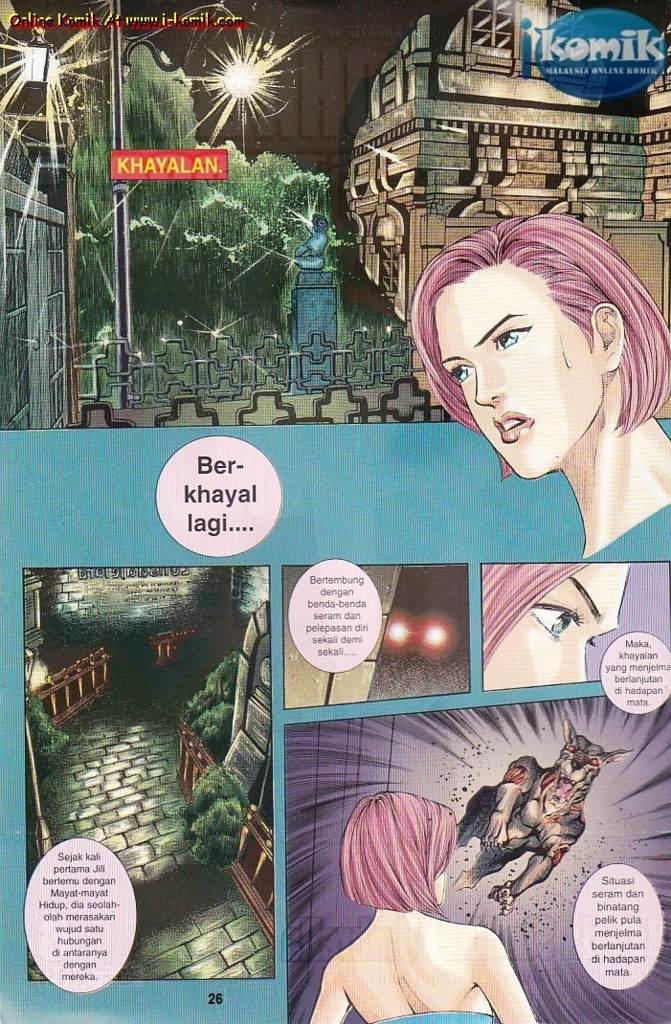 Online Komik At www.i-komik.com
ikomik
MALAYSIA ONLINE KOMIK
KHAYALAN.
Ber-
khayal
lagi....
Bertembung
dengan
benda-benda
seram dan
pelepasan diri
sekali demi
sekali.....
Maka,
khayalan
yang menjelma
berlanjutan
di hadapan
mata.
Sejak kali
pertama Jill
bertemu dengan
Mayat-mayat
Hidup, dia seolah-
olah merasakan
wujud satu
hubungan
di antaranya
dengan
mereka.
Situasi
seram dan
binatang
pelik pula
menjelma
berlanjutan
di hadapan
mata.
26